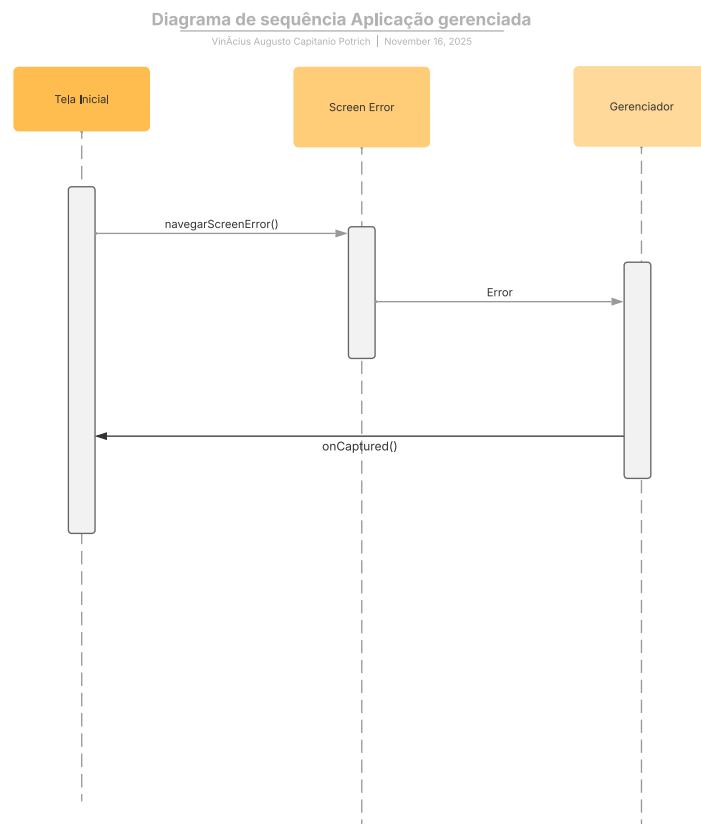 Diagrama de sequência Aplicação gerenciada
VinÃcius Augusto Capitanio Potrich | November 16, 2025
Tela Inicial
Screen Error
Gerenciador
navegarScreenError()
Error
onCaptured()